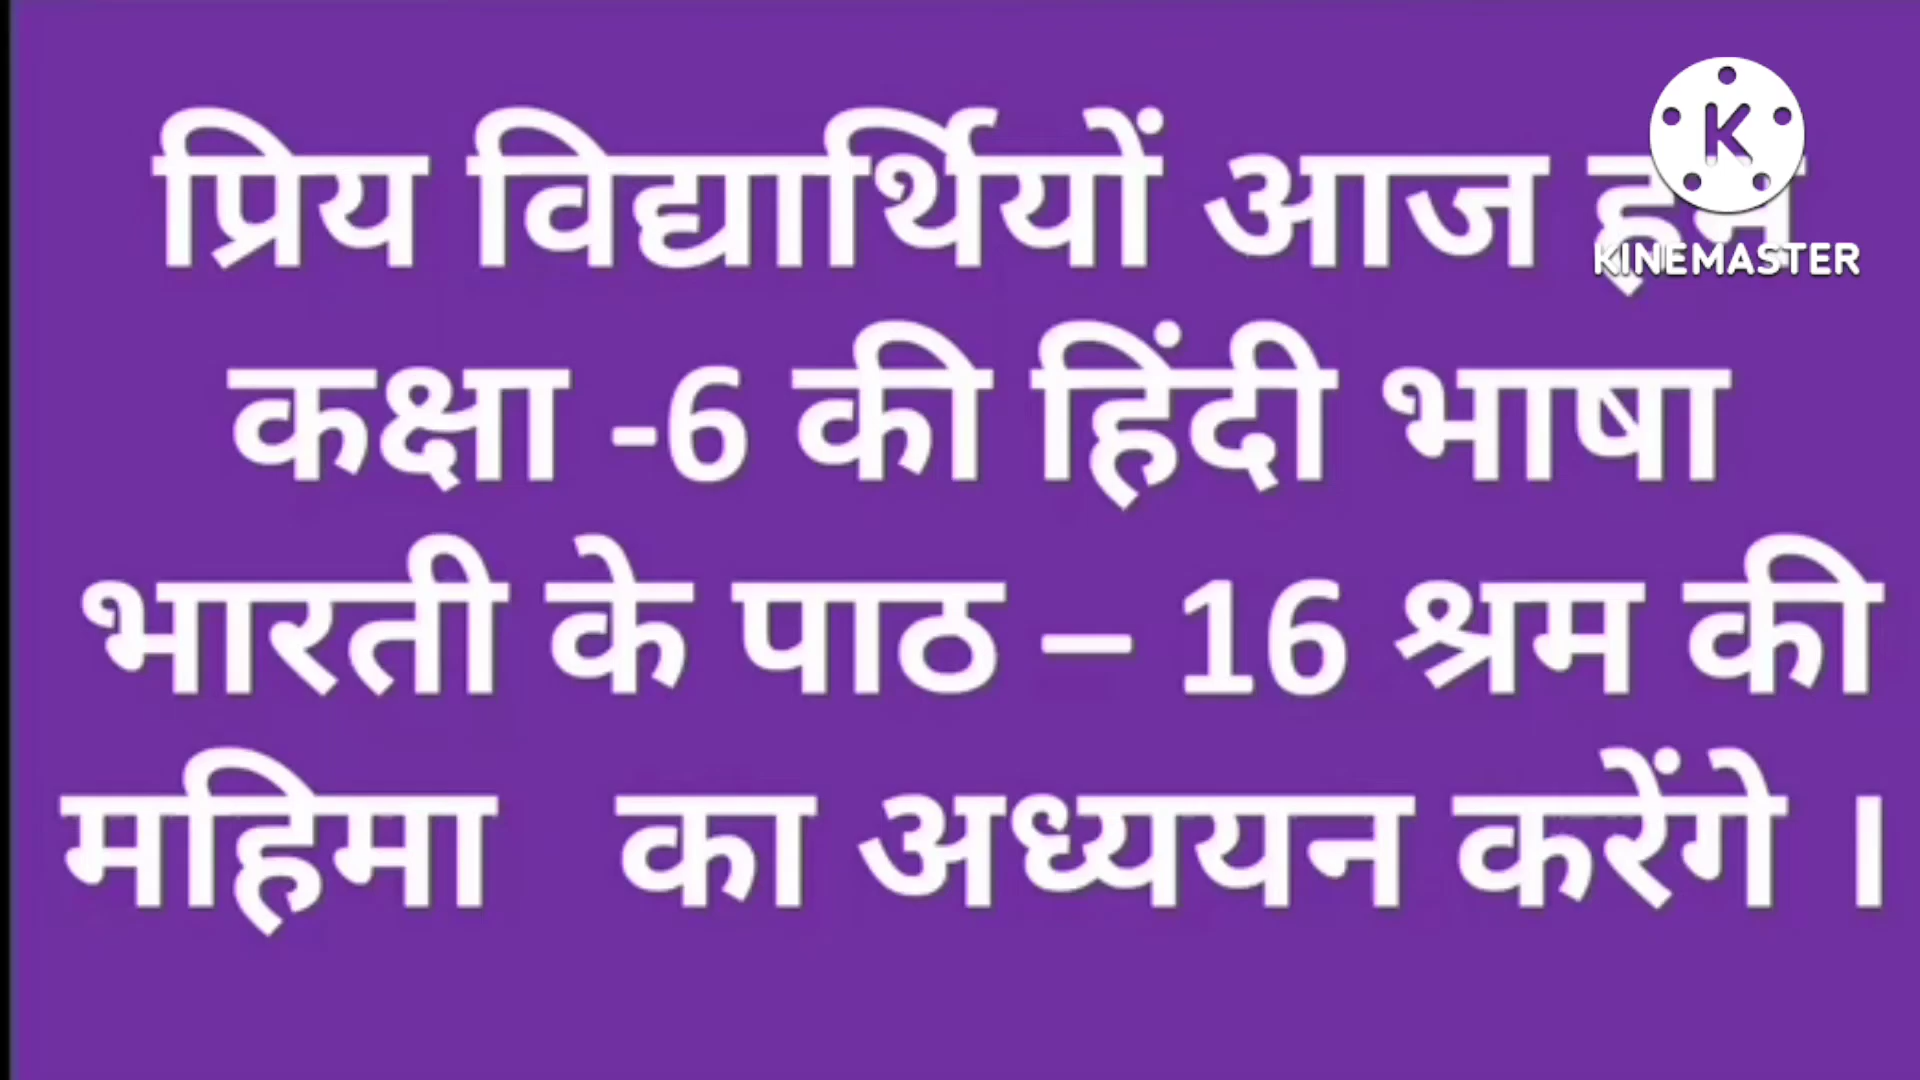 प्रिय विद्यार्थियों आज हम
KINEMASTER
कक्षा -6 की हिंदी भाषा
भारती के पाठ – 16 श्रम की
महिमा का अध्ययन करेंगे ।